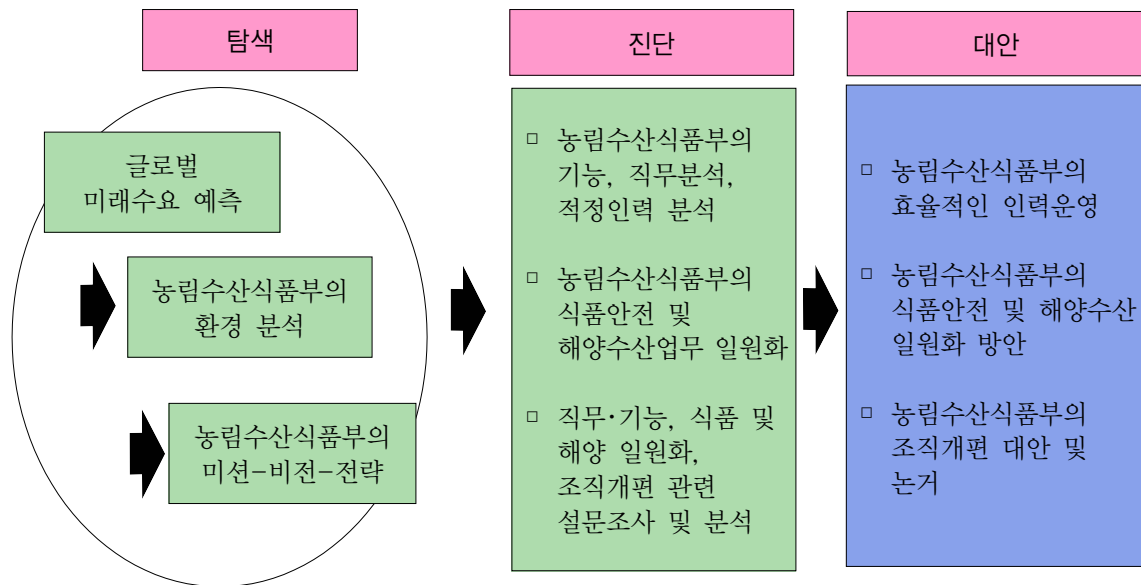 탐색
글로벌
미래수요 예측
농림수산식품부의
환경 분석
농림수산식품부의
미션-비전-전략
진단
□ 농림수산식품부의
기능, 직무분석,
적정인력 분석
□ 농림수산식품부의
식품안전 및
해양수산업무 일원화
□ 직무·기능, 식품 및
해양 일원화,
조직개편 관련
설문조사 및 분석
대안
□ 농림수산식품부의
효율적인 인력운영
□ 농림수산식품부의
식품안전 및 해양수산
일원화 방안
□ 농림수산식품부의
조직개편 대안 및
논거